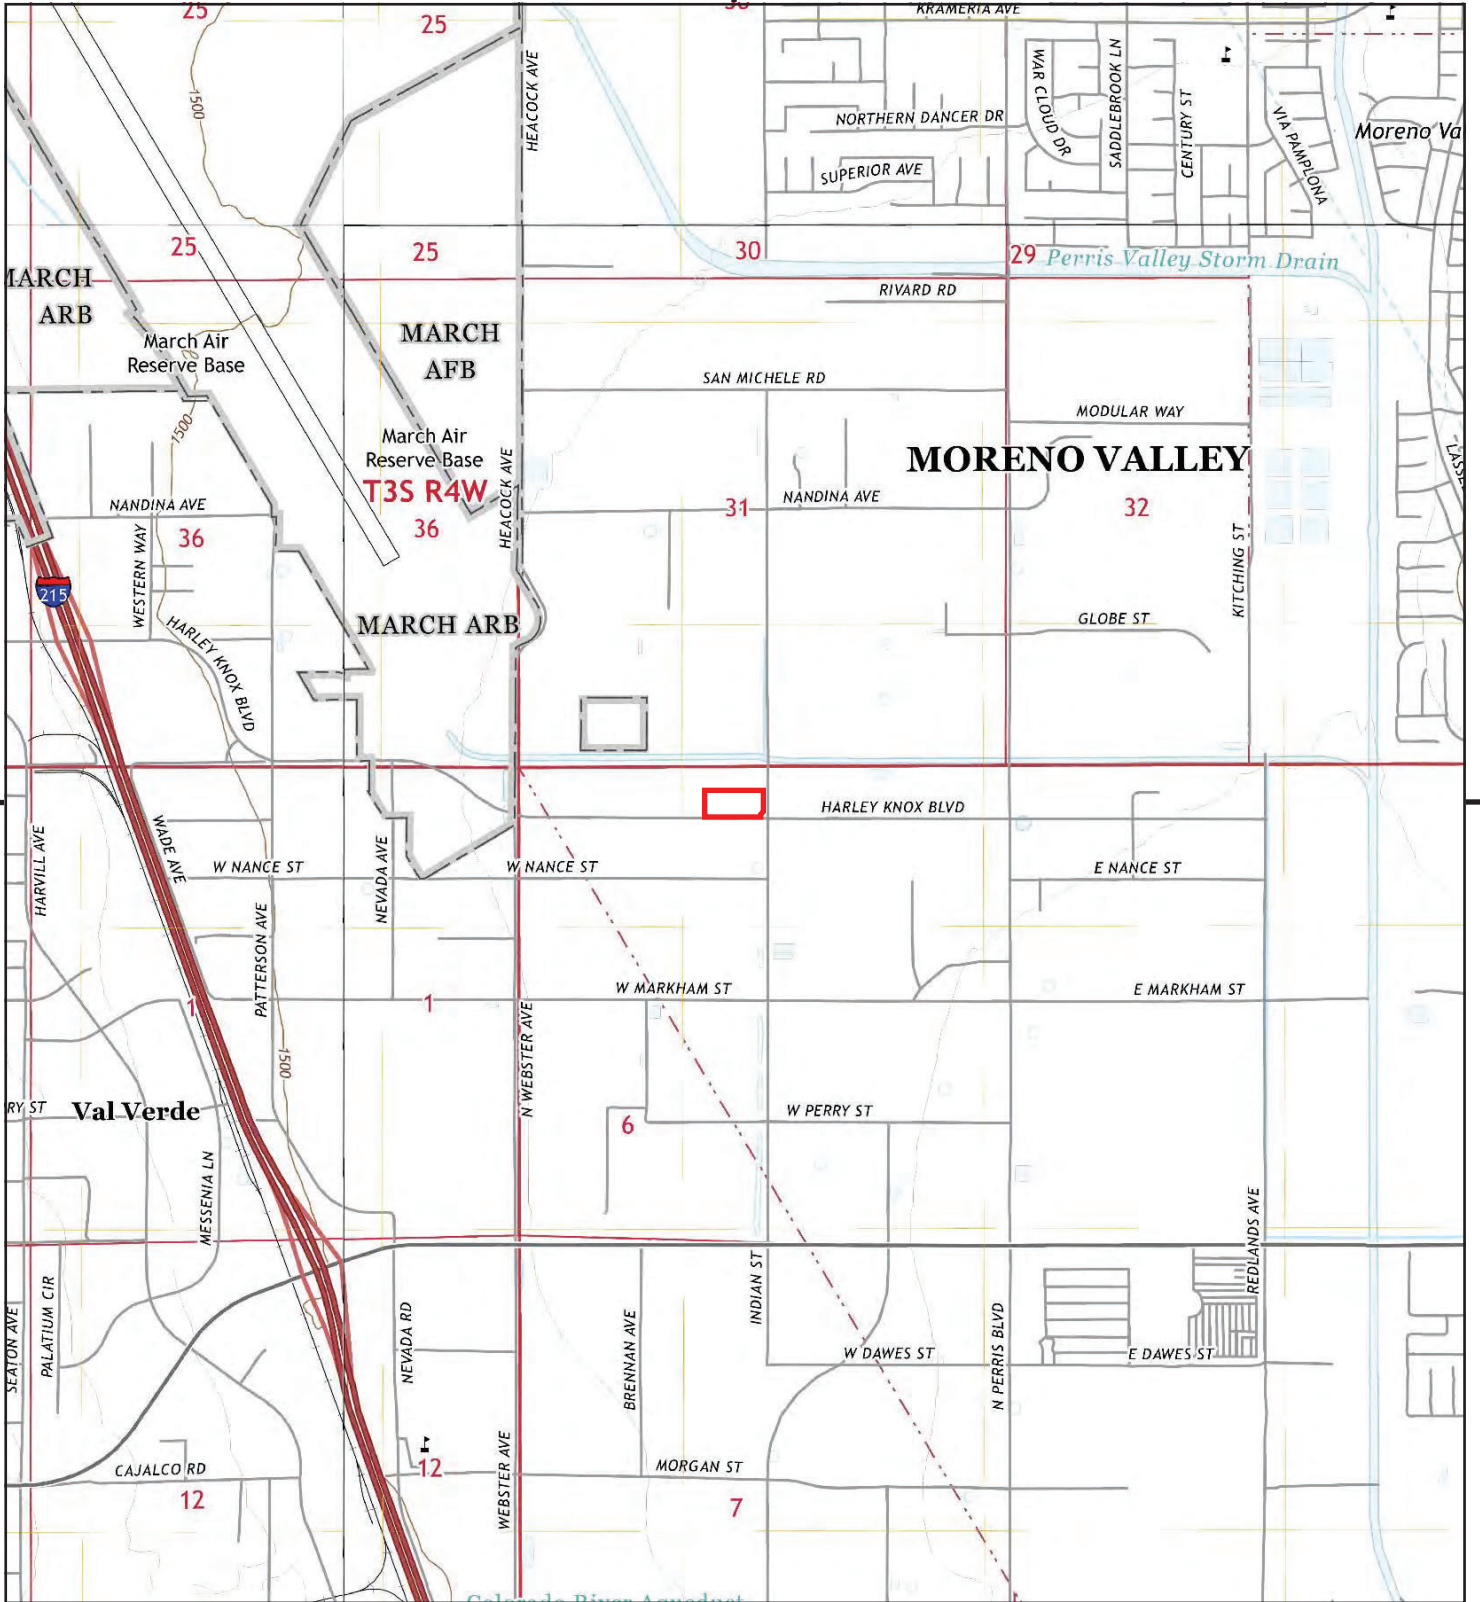 25
25
30
KRAMERIA AVE
1500
HEACOCK AVE
WAR CLOUD DR
SADDLEBROOK LN
CENTURY ST
VIA PAMPLONA
NORTHERN DANCER DR
Moreno Va
SUPERIOR AVE
25
25
30
29
Perris Valley Storm Drain
MARCH
ARB
RIVARD RD
March Air
Reserve Base
MARCH
AFB
SAN MICHELE RD
MODULAR WAY
1500
March Air
Reserve Base
HEACOCK AVE
MORENO VALLEY
LASSE
T3S R4W
NANDINA AVE
NANDINA AVE
36
36
31
32
WESTERN WAY
KITCHING ST
215
HARLEY KNOX BLVD
MARCH ARB
GLOBE ST
HARLEY KNOX BLVD
HARVILL AVE
WADE AVE
NEVADA AVE
W NANCE ST
W NANCE ST
E NANCE ST
PATTERSON AVE
W MARKHAM ST
E MARKHAM ST
1
1
N WEBSTER AVE
1500
RY ST
Val Verde
W PERRY ST
6
MESSENIA LN
REDLANDS AVE
INDIAN ST
PALATIUM CIR
SEATON AVE
NEVADA RD
BRENNAN AVE
N PERRIS BLVD
W DAWES ST
E DAWES ST
WEBSTER AVE
CAJALCO RD
12
MORGAN ST
12
7
Colorado River Aqueduct